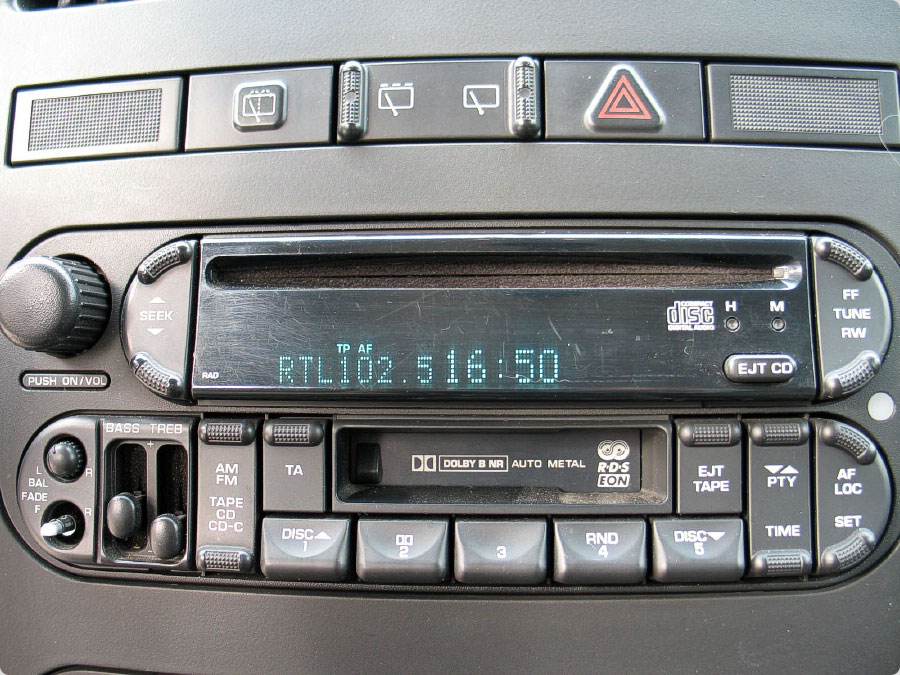 COMPACT
disc
DIGITAL AUDIO
H
M
SEEK
FF
TUNE
RW
TP AF
RTL102.5 16:50
RAD
EJT CD
PUSH ON/VOL
BASS TREB
+
-
L
R
BAL
FADE
F
R
AM
FM
TAPE
CD
CD-C
TA
DOLBY B NR AUTO METAL
R·D·S
EON
EJT
TAPE
PTY
TIME
AF
LOC
SET
DISC
1
2
3
RND
4
DISC
5